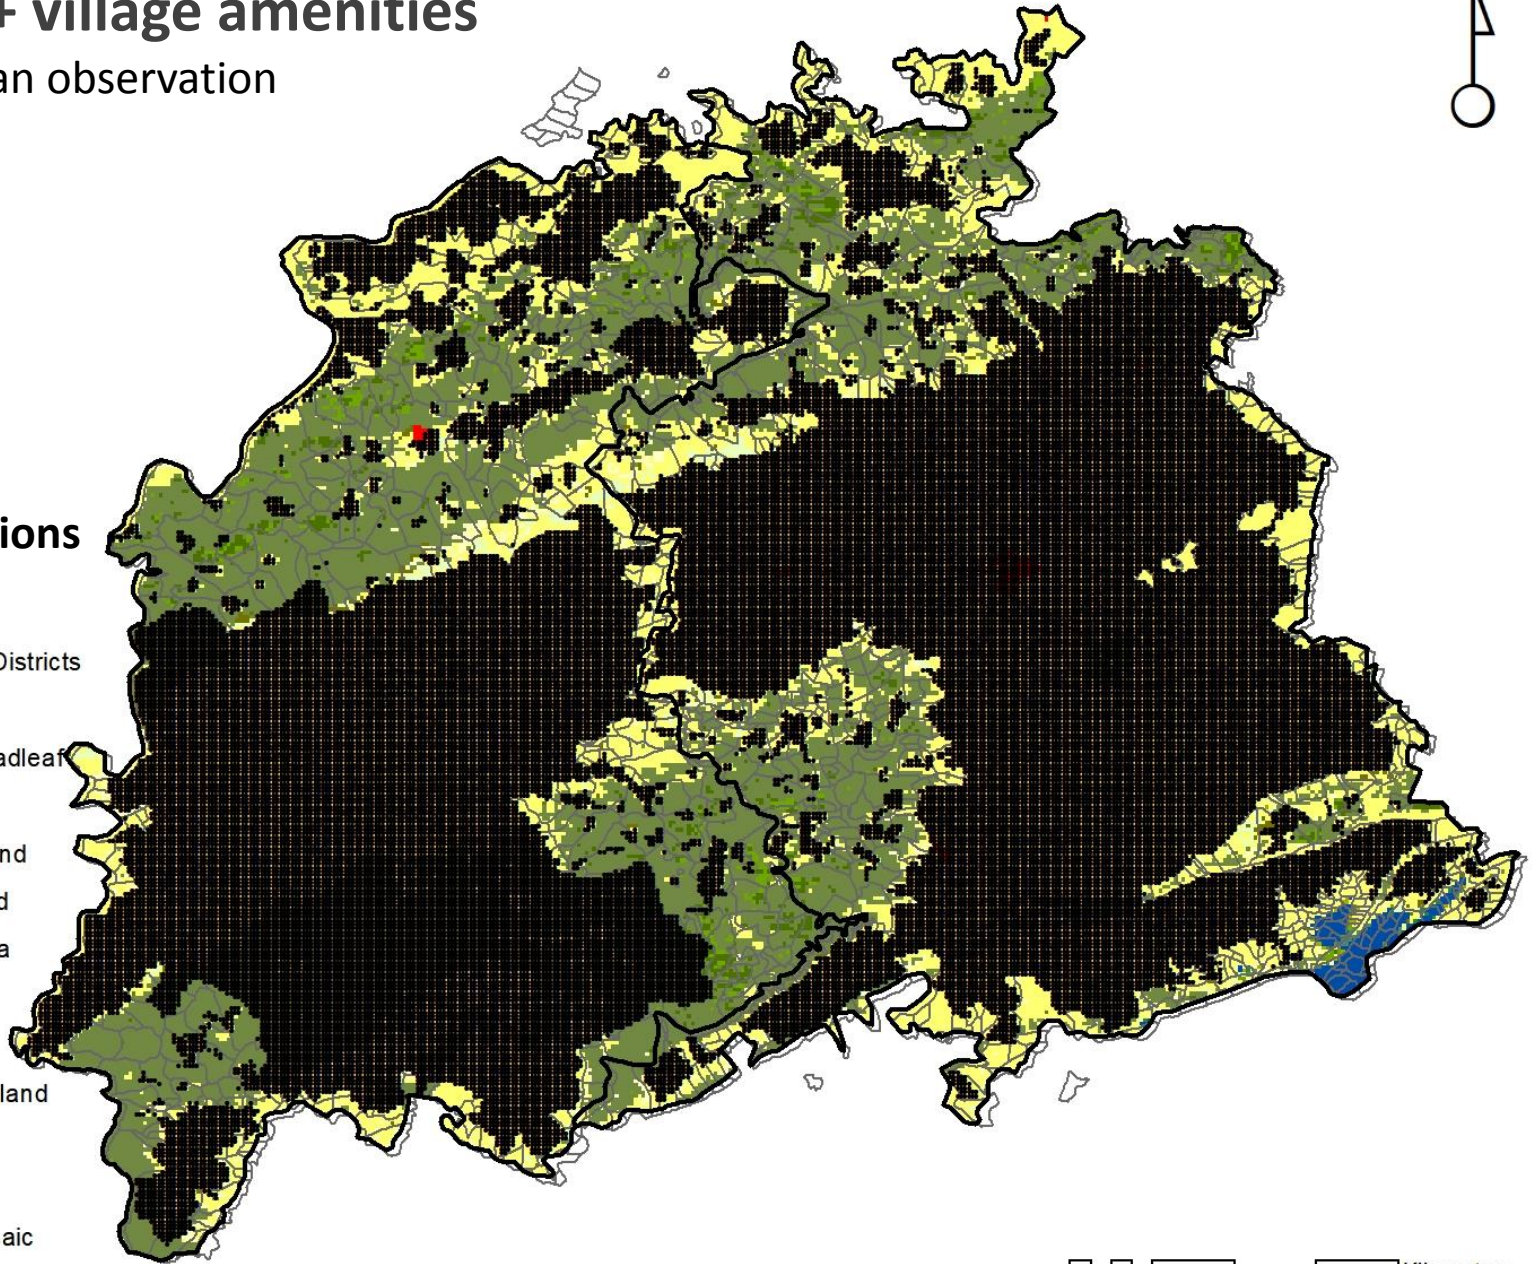 + village amenities
an observation
ions
Districts
adleaf
nd
d
a
land
aic